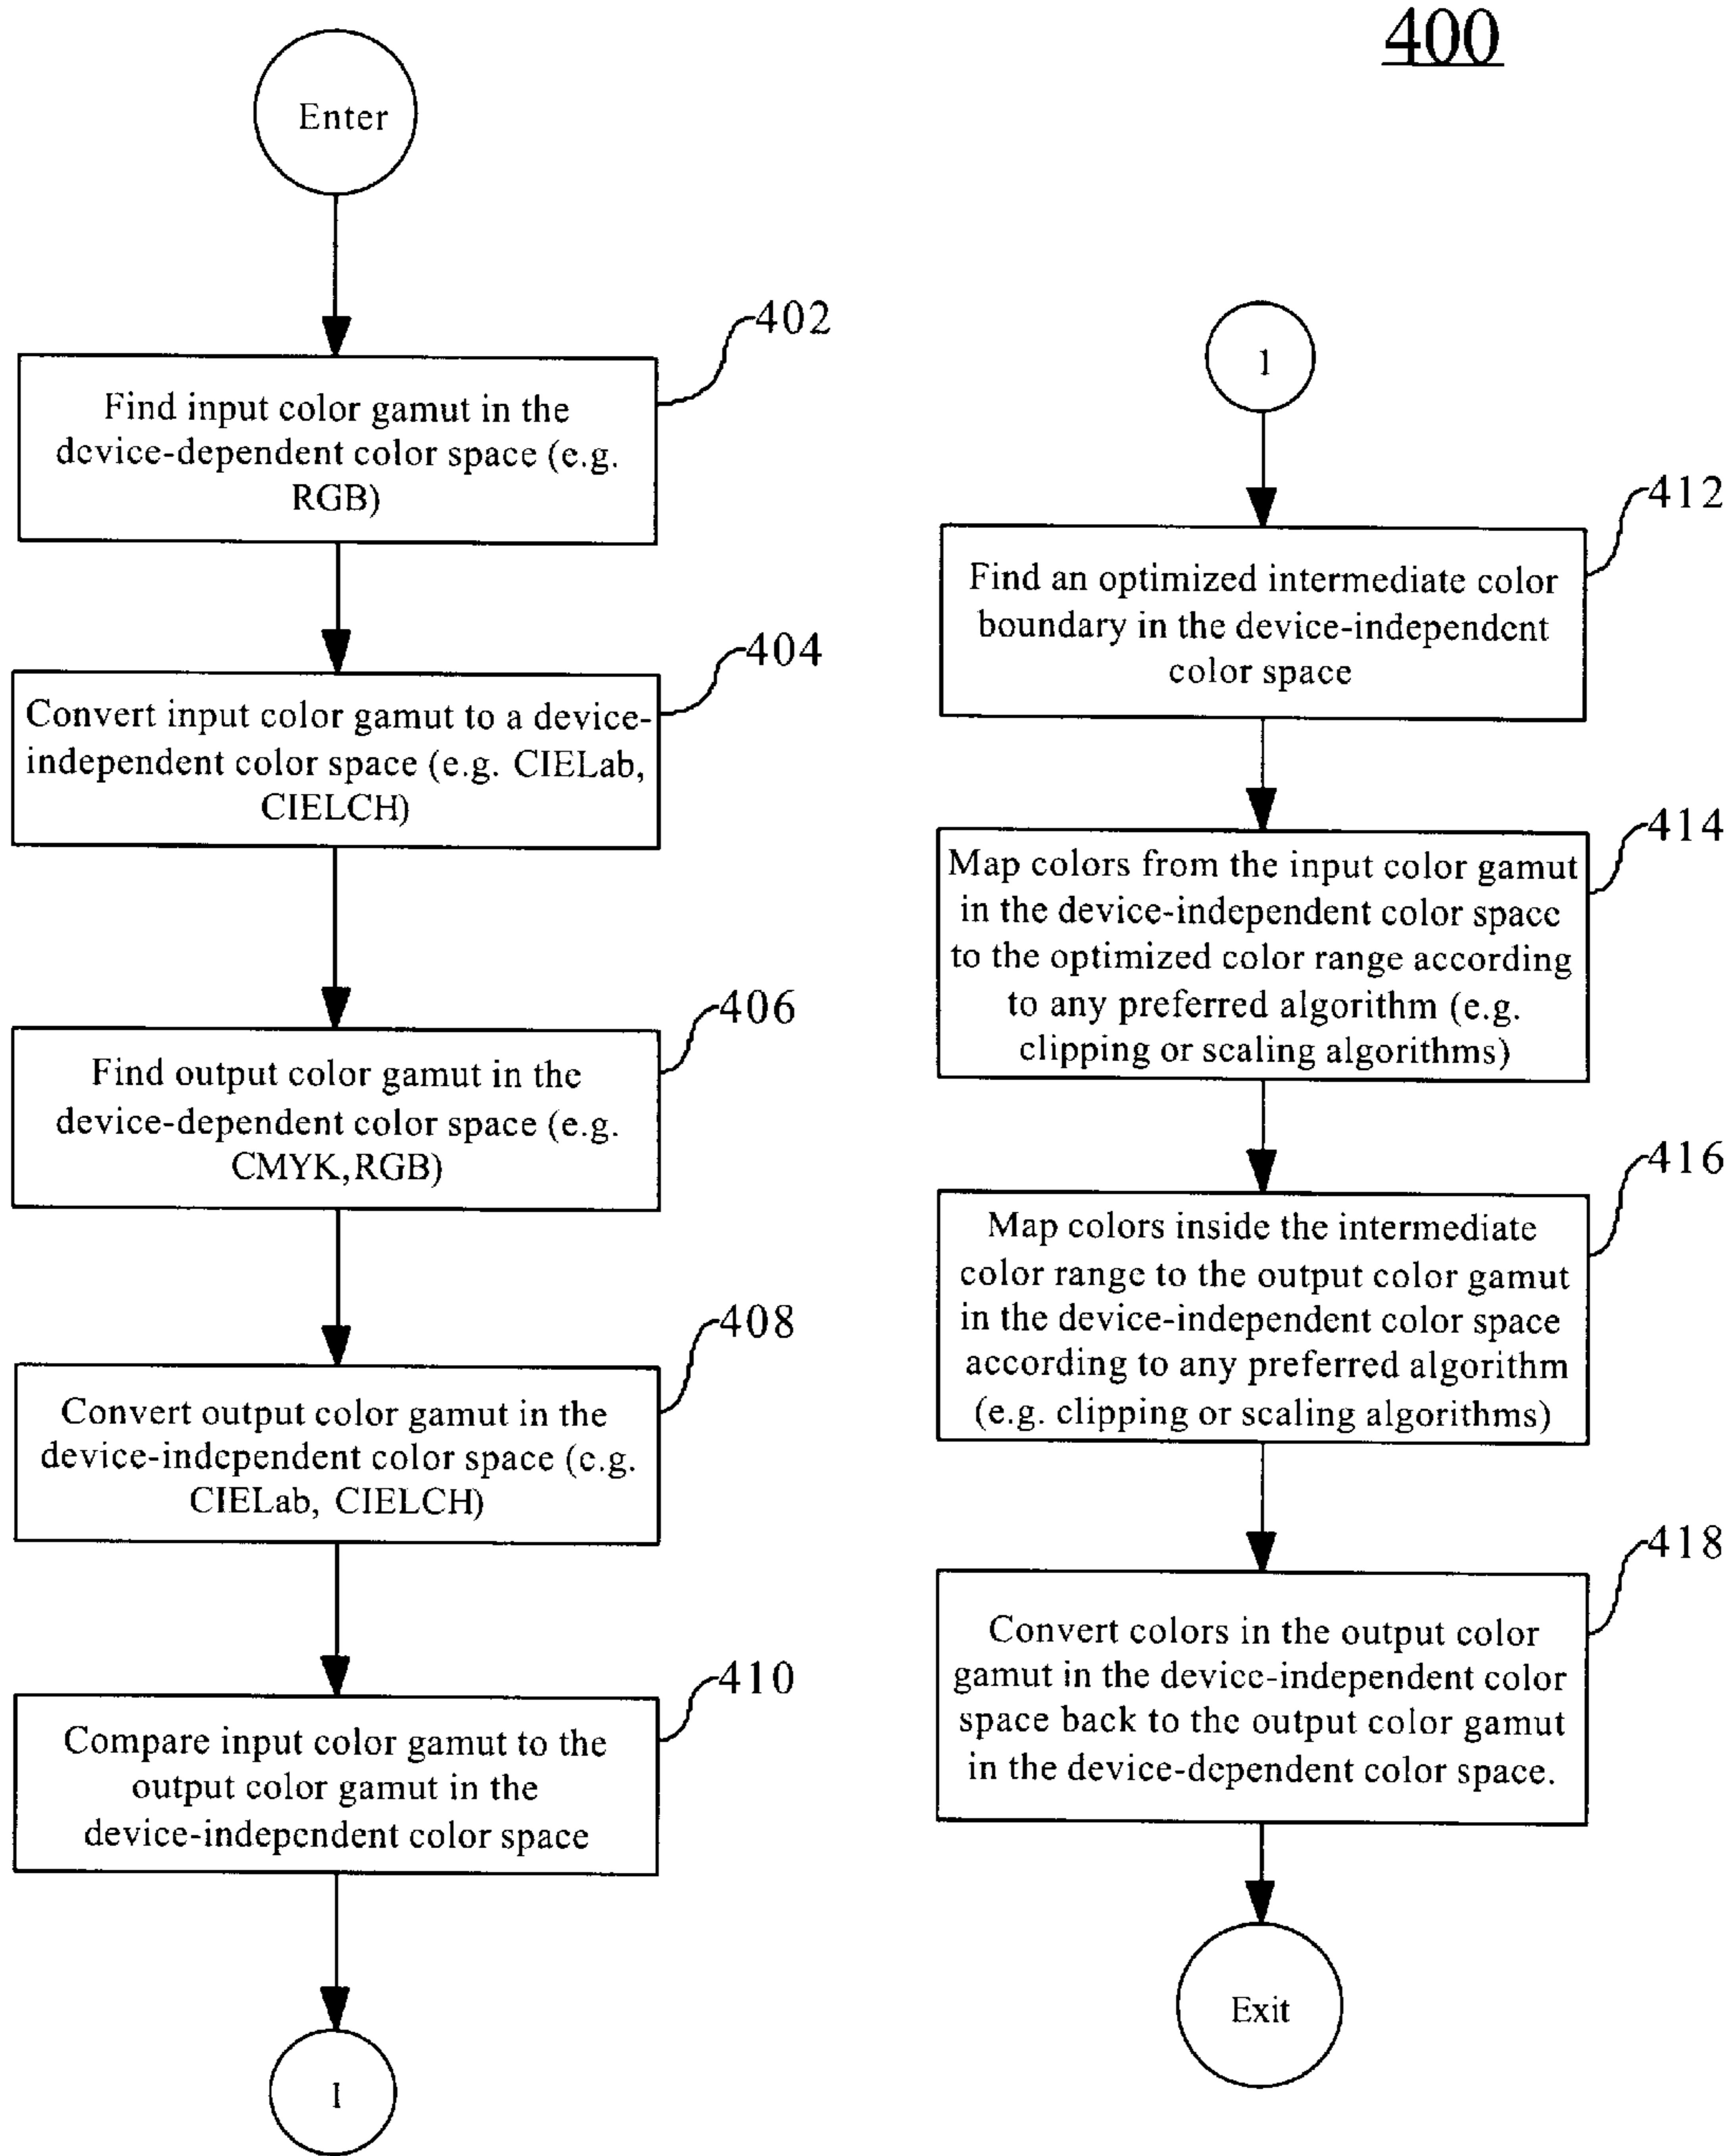 400
Enter
402
Find input color gamut in the
device-dependent color space (e.g.
RGB)
404
Convert input color gamut to a device-
independent color space (e.g. CIELab,
CIELCH)
406
Find output color gamut in the
device-dependent color space (e.g.
CMYK,RGB)
408
Convert output color gamut in the
device-independent color space (e.g.
CIELab, CIELCH)
410
Compare input color gamut to the
output color gamut in the
device-independent color space
1
1
412
Find an optimized intermediate color
boundary in the device-independent
color space
414
Map colors from the input color gamut
in the device-independent color space
to the optimized color range according
to any preferred algorithm (e.g.
clipping or scaling algorithms)
416
Map colors inside the intermediate
color range to the output color gamut
in the device-independent color space
according to any preferred algorithm
(e.g. clipping or scaling algorithms)
418
Convert colors in the output color
gamut in the device-independent color
space back to the output color gamut
in the device-dependent color space.
Exit